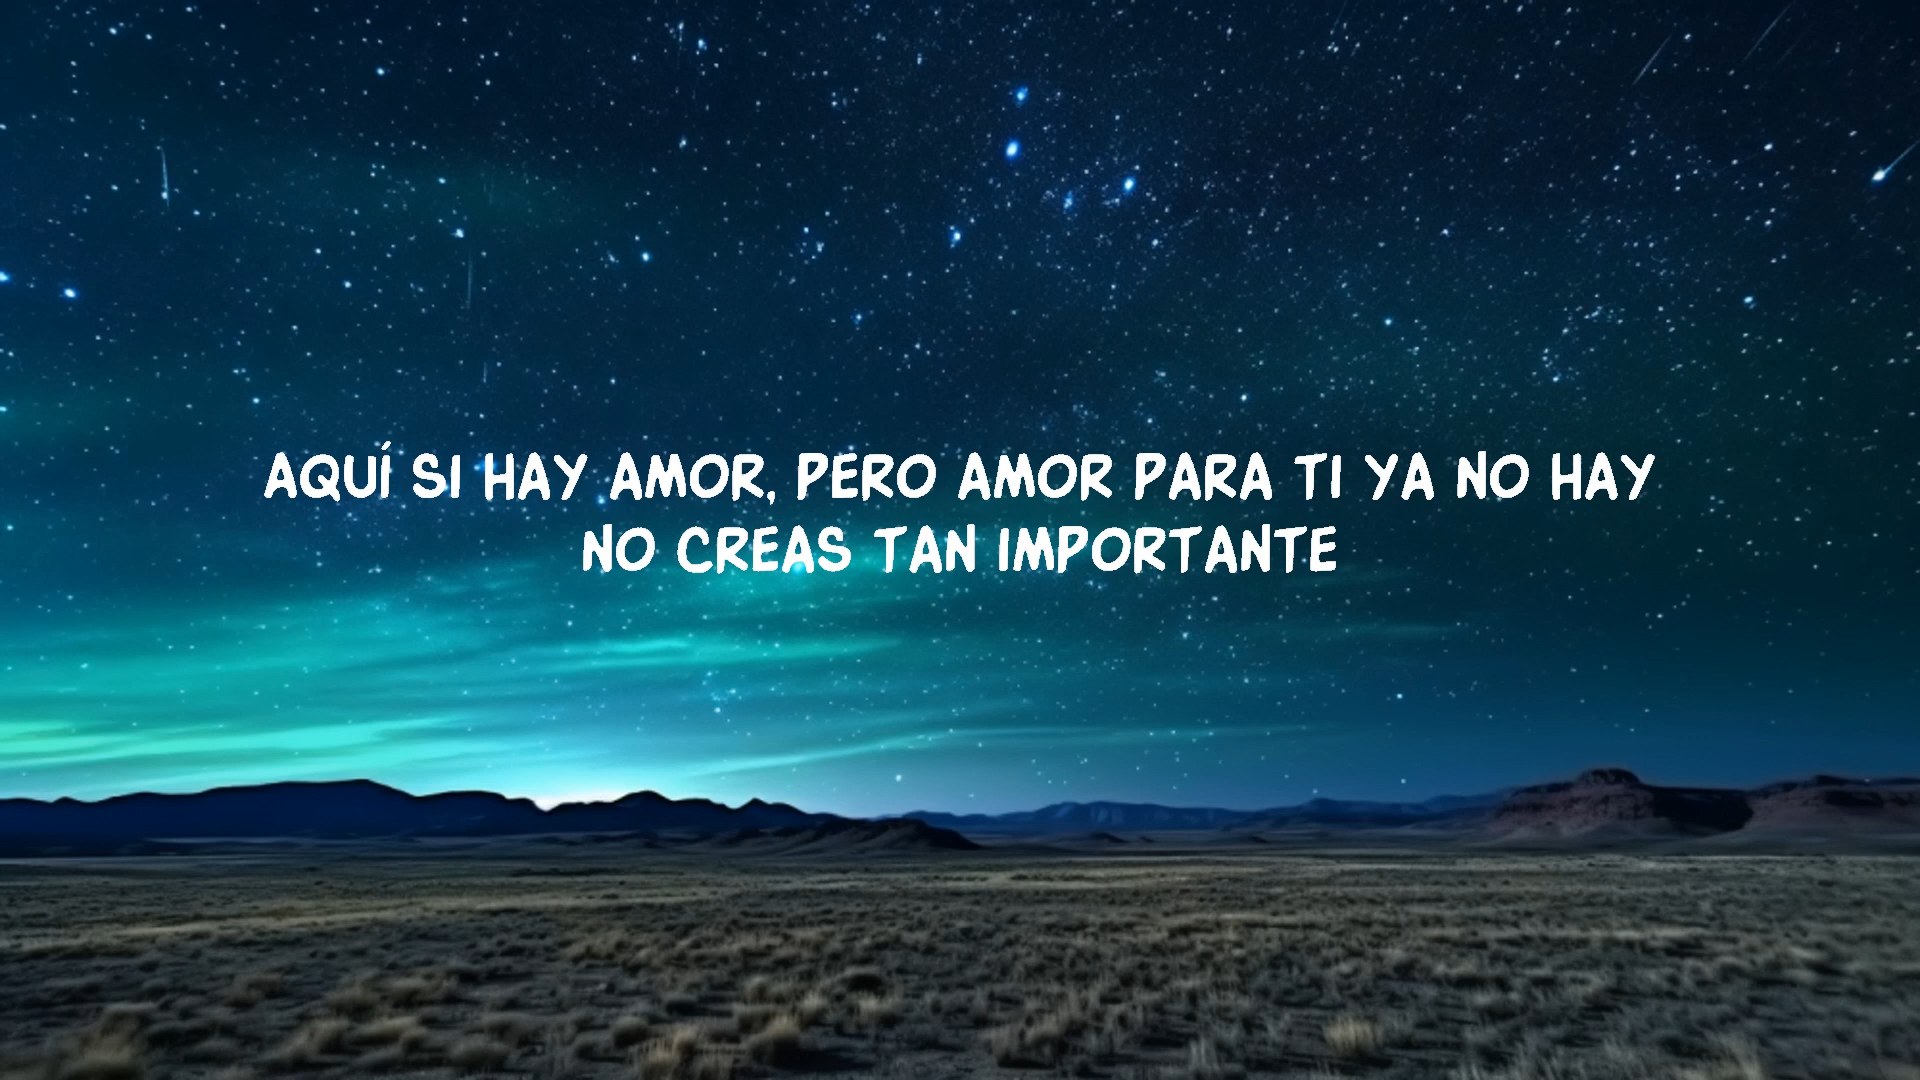 AQUÍ SI HAY AMOR, PERO AMOR PARA TI YA NO HAY
NO CREAS TAN IMPORTANTE